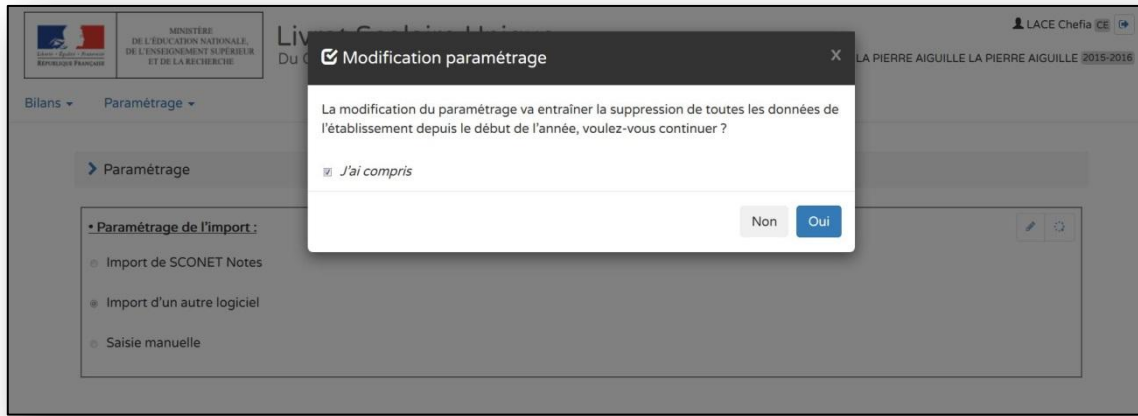 MINISTÈRE
DE L'ÉDUCATION NATIONALE,
DE L'ENSEIGNEMENT SUPÉRIEUR
ET DE LA RECHERCHE
Liberté • Égalité • Fraternité
RÉPUBLIQUE FRANÇAISE
LACE Chefia CE
LA PIERRE AIGUILLE LA PIERRE AIGUILLE 2015-2016
Bilans
Paramétrage
Modification paramétrage
X
La modification du paramétrage va entraîner la suppression de toutes les données de
l'établissement depuis le début de l'année, voulez-vous continuer ?
J'ai compris
Non
Oui
Paramétrage
• Paramétrage de l'import :
Import de SCONET Notes
Import d'un autre logiciel
Saisie manuelle